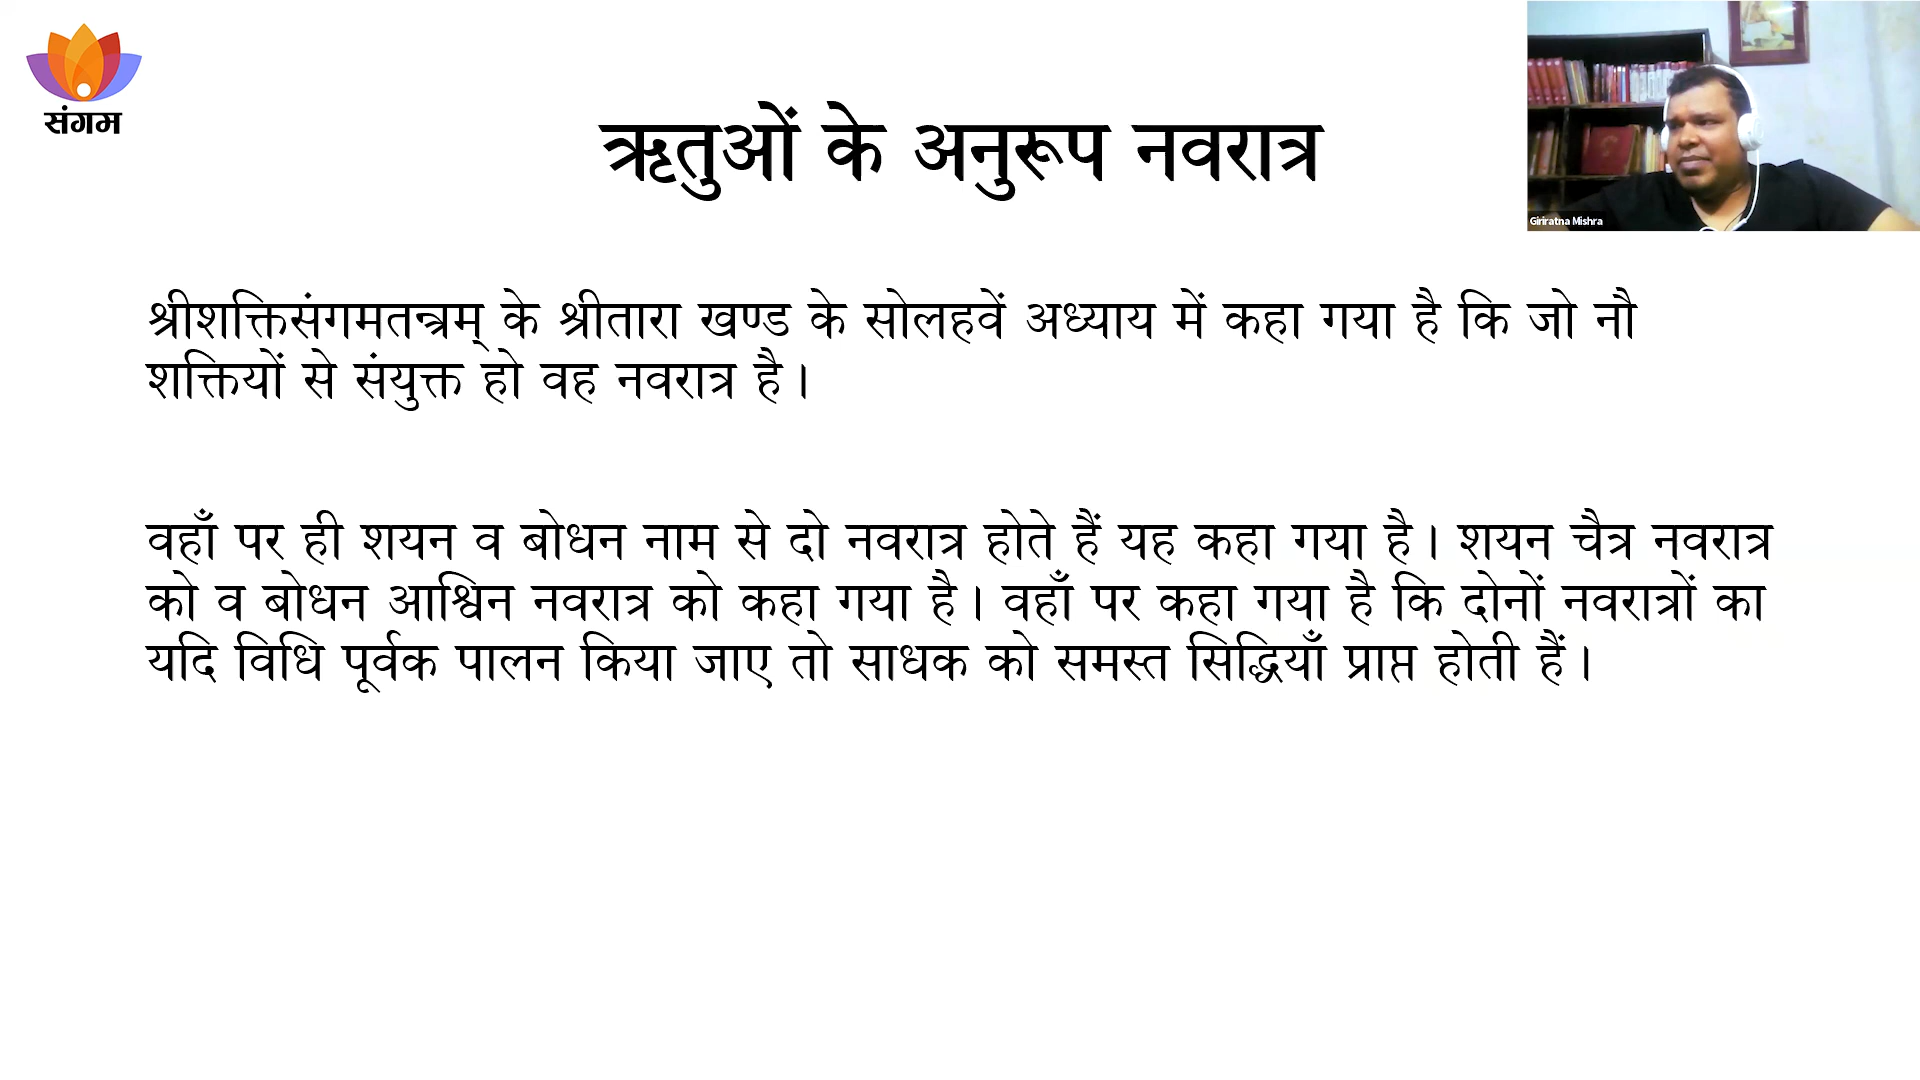 संगम
ऋतुओं के अनुरूप नवरात्र
Giriratna Mishra
श्रीशक्तिसंगमतन्त्रम् के श्रीतारा खण्ड के सोलहवें अध्याय में कहा गया है कि जो नौ
शक्तियों से संयुक्त हो वह नवरात्र है।
वहाँ पर ही शयन व बोधन नाम से दो नवरात्र होते हैं यह कहा गया है। शयन चैत्र नवरात्र
को व बोधन आश्विन नवरात्र को कहा गया है। वहाँ पर कहा गया है कि दोनों नवरात्रों का
यदि विधि पूर्वक पालन किया जाए तो साधक को समस्त सिद्धियाँ प्राप्त होती हैं।